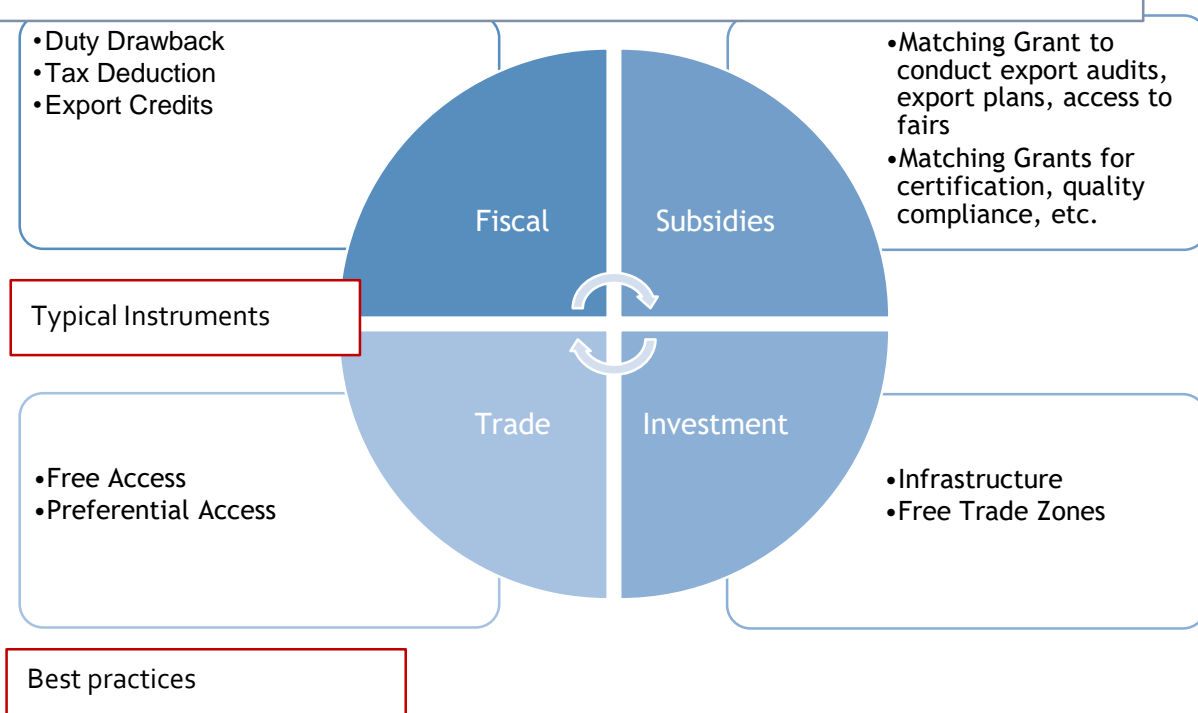 •Duty Drawback
•Tax Deduction
•Export Credits
•Matching Grant to
conduct export audits,
export plans, access to
fairs
•Matching Grants for
certification, quality
compliance, etc.
Fiscal
Subsidies
Typical Instruments
Trade
Investment
•Free Access
•Preferential Access
•Infrastructure
•Free Trade Zones
Best practices